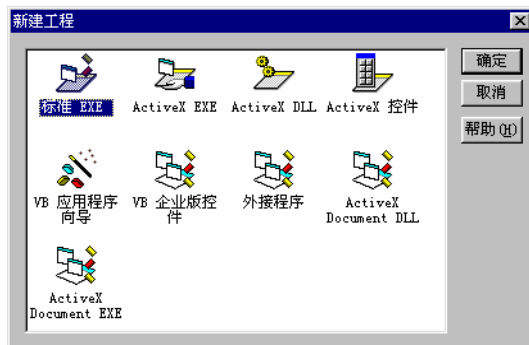 新建工程
确定
取消
帮助(H)
标准 EXE
ActiveX EXE
ActiveX DLL
ActiveX 控件
VB 应用程序
向导
VB 企业版控
件
外接程序
ActiveX
Document DLL
ActiveX
Document EXE